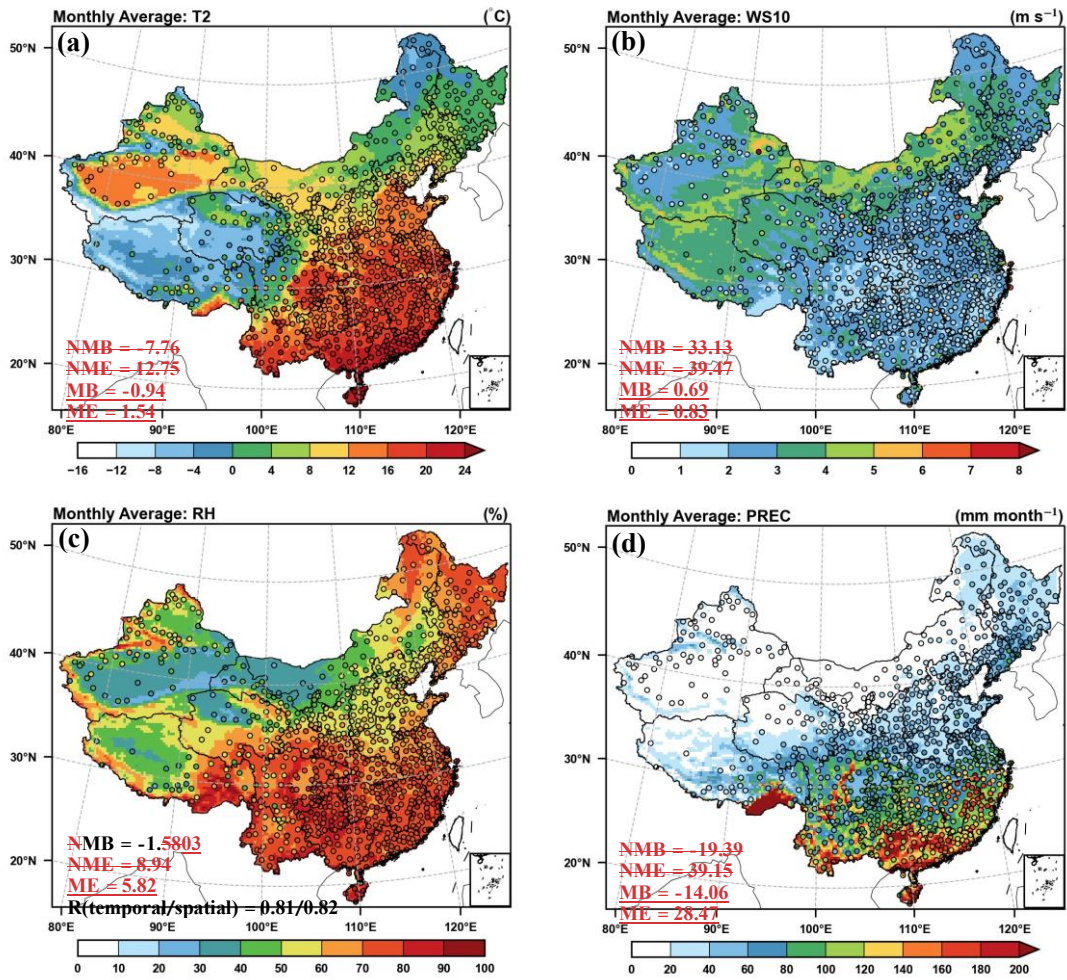 Monthly Average: T2 (°C)
(a)
50°N
40°N
30°N
20°N
NMB = -7.76
NME = 12.75
MB = -0.94
ME = 1.54
80°E 90°E 100°E 110°E 120°E
−16 −12 −8 −4 0 4 8 12 16 20 24
Monthly Average: WS10 (m s⁻¹)
(b)
50°N
40°N
30°N
20°N
NMB = 33.13
NME = 39.47
MB = 0.69
ME = 0.83
80°E 90°E 100°E 110°E 120°E
0 1 2 3 4 5 6 7 8
Monthly Average: RH (%)
(c)
50°N
40°N
30°N
20°N
NMB = -1.5803
NME = 8.94
ME = 5.82
R(temporal/spatial) = 0.81/0.82
80°E 90°E 100°E 110°E 120°E
0 10 20 30 40 50 60 70 80 90 100
Monthly Average: PREC (mm month⁻¹)
(d)
50°N
40°N
30°N
20°N
NMB = -19.39
NME = 39.15
MB = -14.06
ME = 28.47
80°E 90°E 100°E 110°E 120°E
0 20 40 60 80 100 120 140 160 180 200